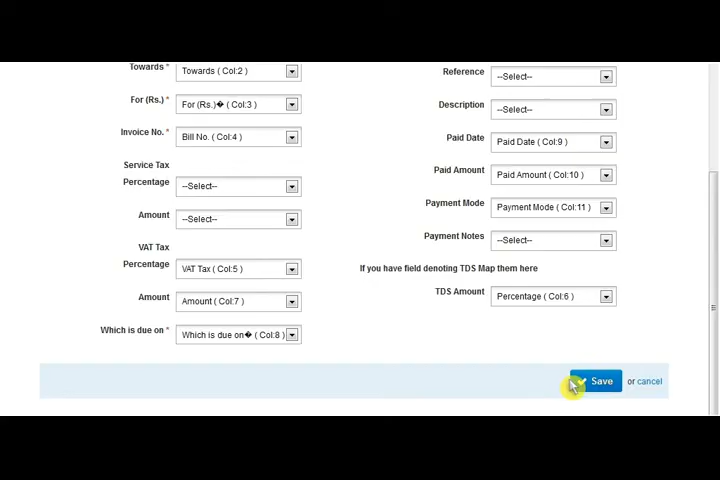 Towards *
Towards ( Col:2 )
For (Rs.) *
For (Rs.)� ( Col:3 )
Invoice No. *
Bill No. ( Col:4 )
Service Tax
Percentage
--Select--
Amount
--Select--
VAT Tax
Percentage
VAT Tax ( Col:5 )
Amount
Amount ( Col:7 )
Which is due on *
Which is due on� ( Col:8 )
Reference
--Select--
Description
--Select--
Paid Date
Paid Date ( Col:9 )
Paid Amount
Paid Amount ( Col:10 )
Payment Mode
Payment Mode ( Col:11 )
Payment Notes
--Select--
If you have field denoting TDS Map them here
TDS Amount
Percentage ( Col:6 )
Save or cancel